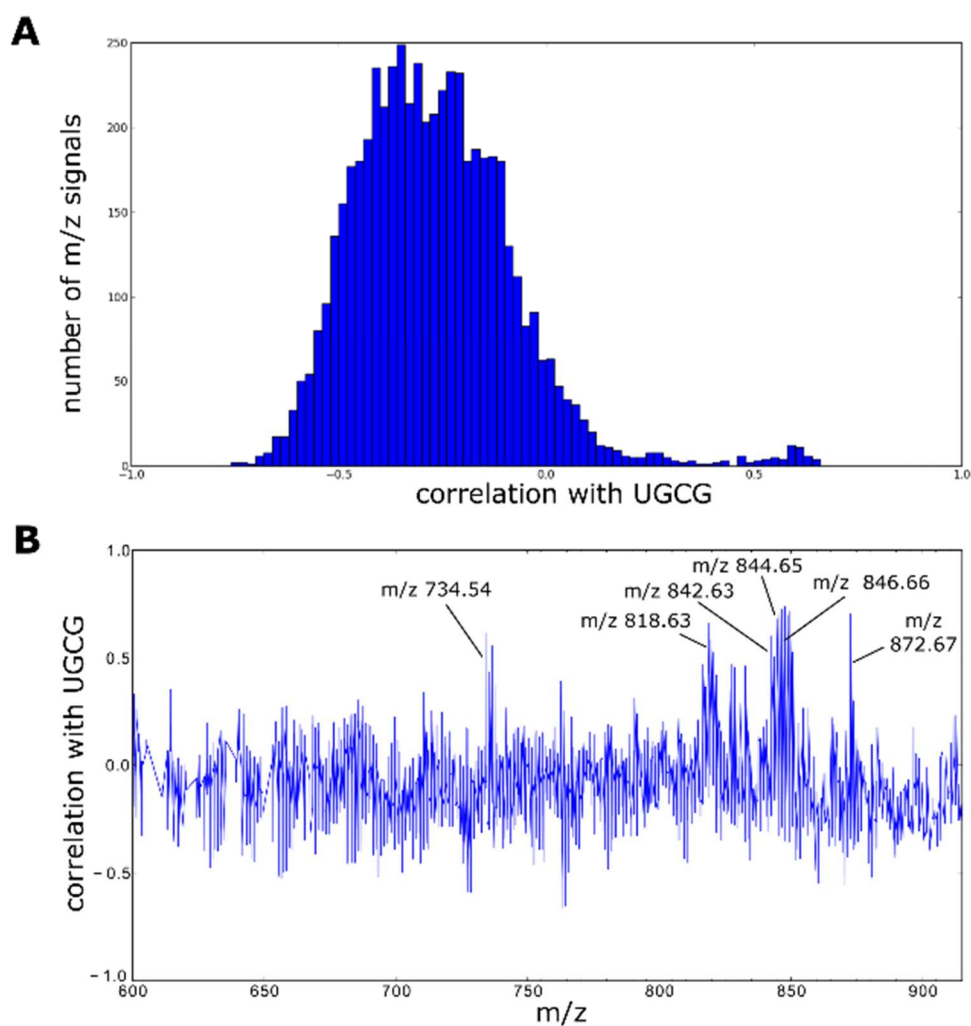 A
250
200
150
100
50
0
number of m/z signals
−1.0 −0.5 0.0 0.5 1.0
correlation with UGCG
B
1.0
0.5
0.0
−0.5
−1.0
correlation with UGCG
m/z 734.54
m/z 844.65
m/z 842.63
m/z 846.66
m/z 818.63
m/z
872.67
600 650 700 750 800 850 900
m/z